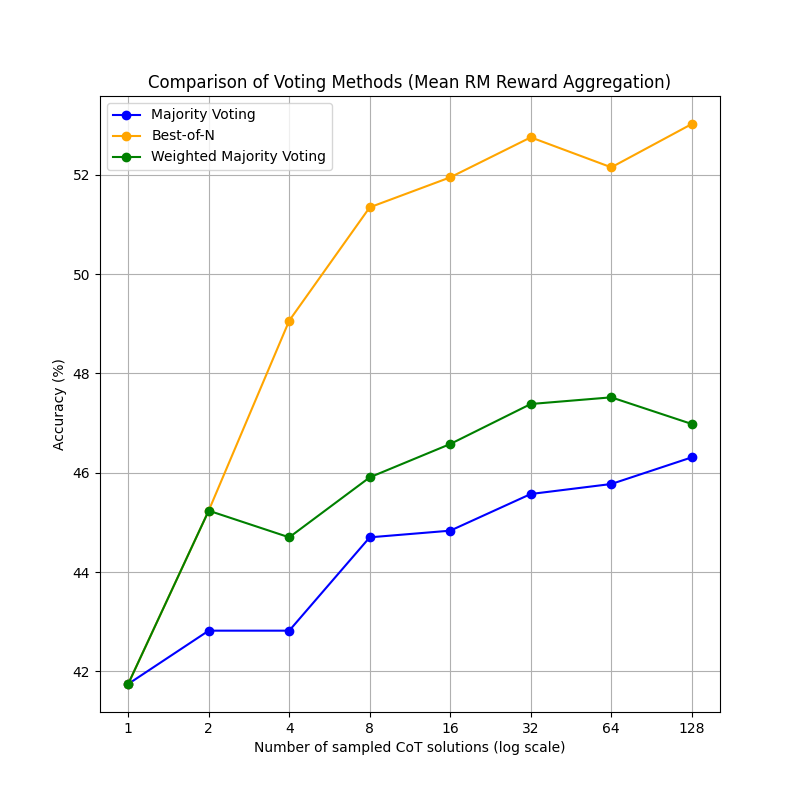 Comparison of Voting Methods (Mean RM Reward Aggregation)
Majority Voting
Best-of-N
Weighted Majority Voting
Accuracy (%)
52
50
48
46
44
42
1 2 4 8 16 32 64 128
Number of sampled CoT solutions (log scale)